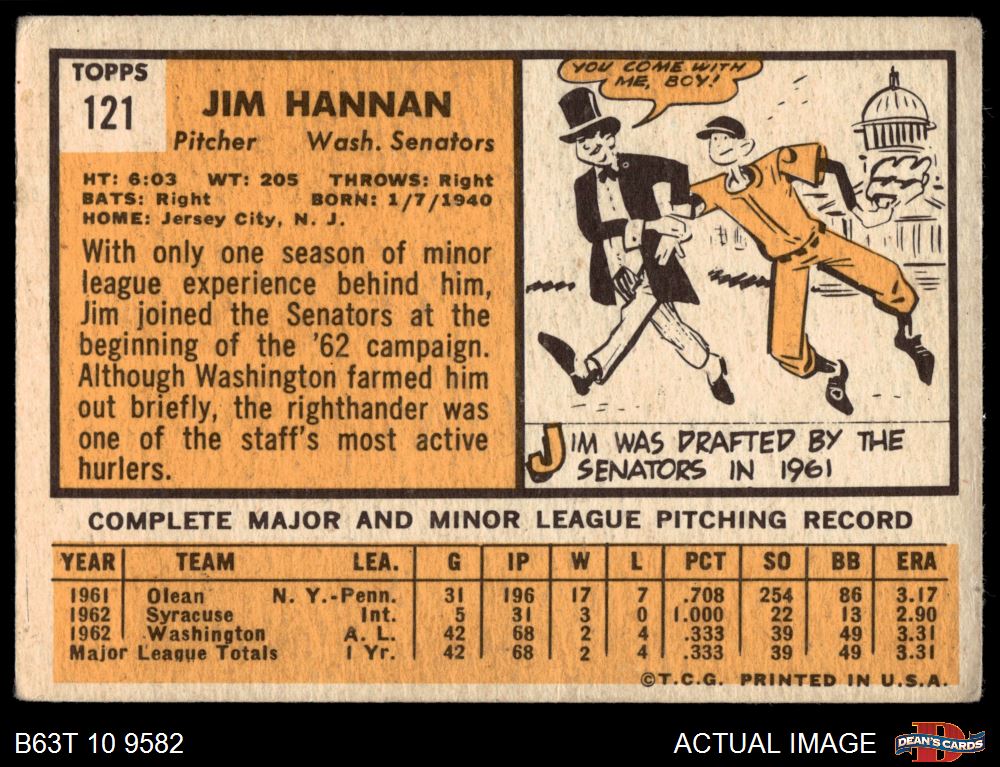 TOPPS
121
JIM HANNAN
Pitcher Wash. Senators
HT: 6:03 WT: 205 THROWS: Right
BATS: Right BORN: 1/7/1940
HOME: Jersey City, N. J.
With only one season of minor
league experience behind him,
Jim joined the Senators at the
beginning of the '62 campaign.
Although Washington farmed him
out briefly, the righthander was
one of the staff's most active
hurlers.
YOU COME WITH
ME, BOY!
JIM WAS DRAFTED BY THE
SENATORS IN 1961
COMPLETE MAJOR AND MINOR LEAGUE PITCHING RECORD
YEAR TEAM LEA. G IP W L PCT SO BB ERA
1961 Olean N. Y.-Penn. 31 196 17 7 .708 254 86 3.17
1962 Syracuse Int. 5 31 3 0 1.000 22 13 2.90
1962 Washington A. L. 42 68 2 4 .333 39 49 3.31
Major League Totals 1 Yr. 42 68 2 4 .333 39 49 3.31
©T.C.G. PRINTED IN U.S.A.
B63T 10 9582
ACTUAL IMAGE
D
DEAN'S CARDS